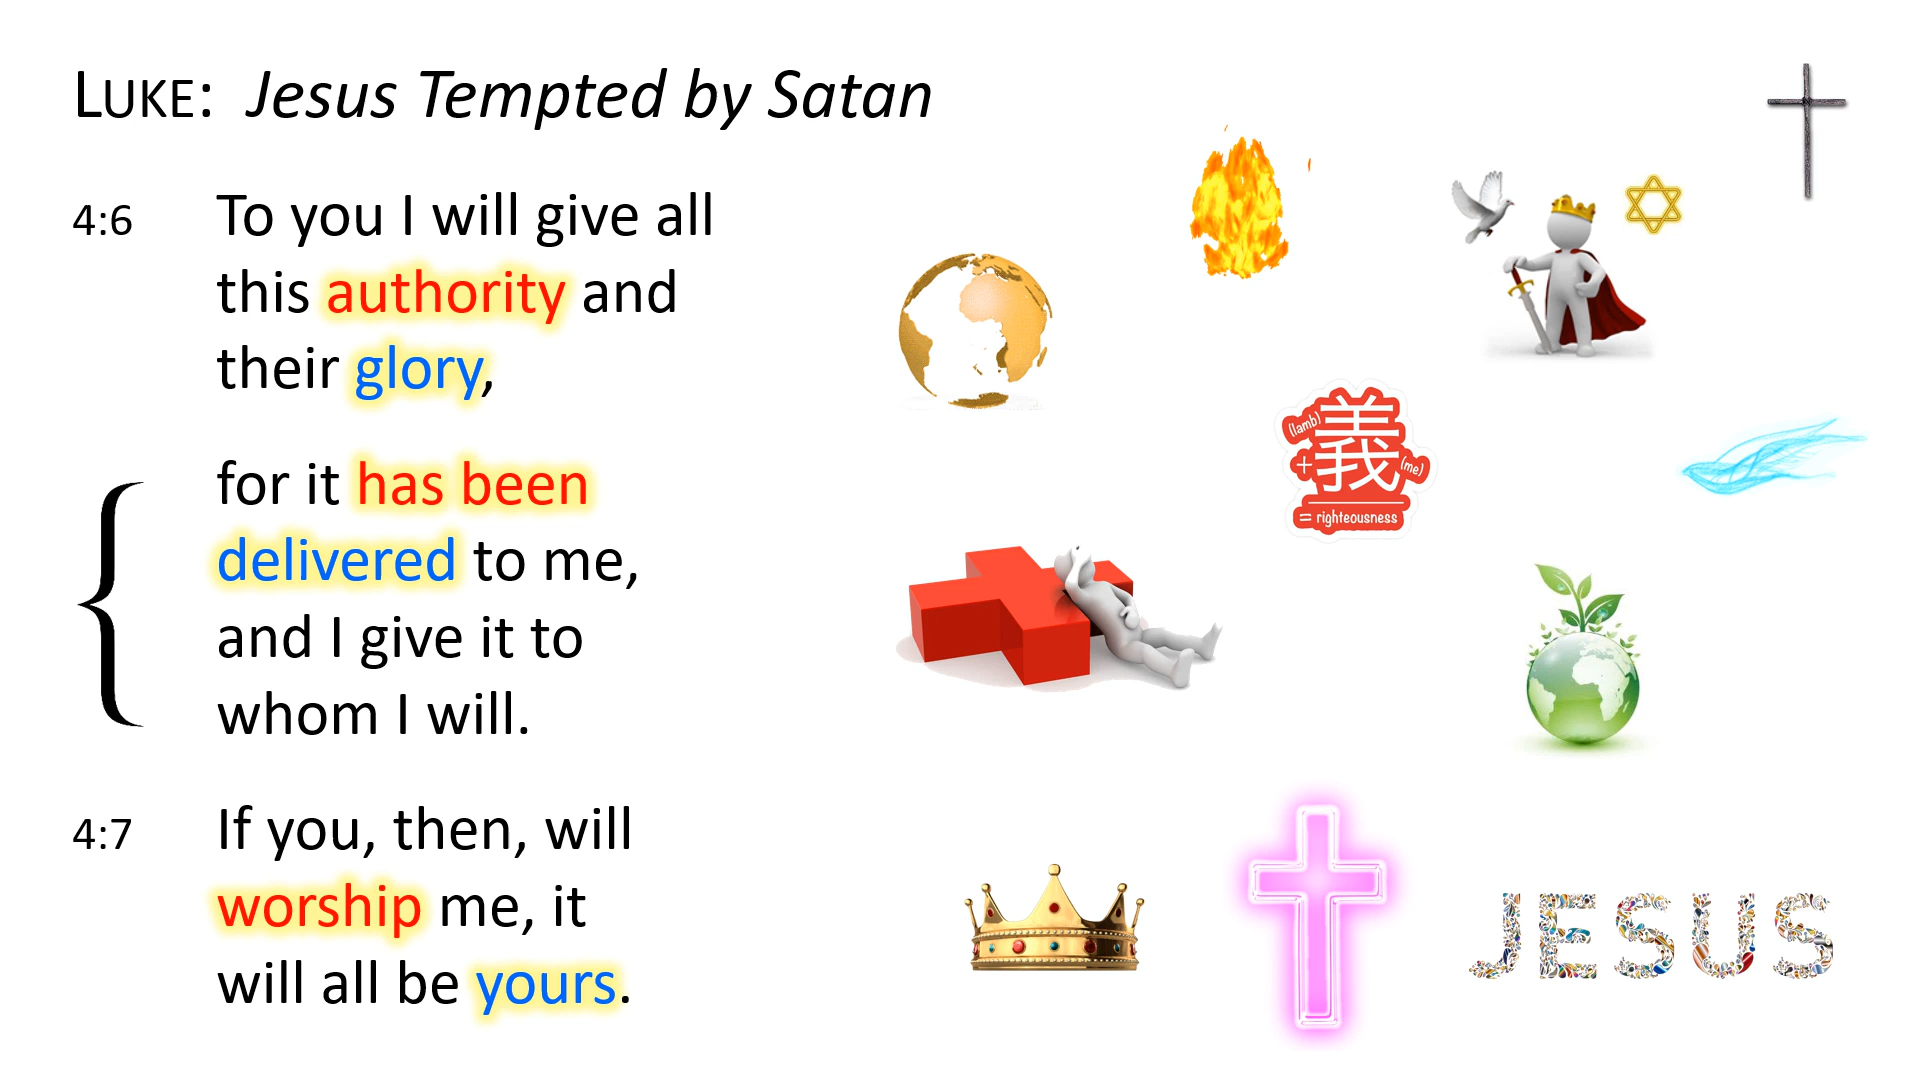 LUKE: Jesus Tempted by Satan
4:6 To you I will give all
this authority and
their glory,
for it has been
delivered to me,
and I give it to
whom I will.
4:7 If you, then, will
worship me, it
will all be yours.
(lamb)
義
+
(me)
= righteousness
JESUS